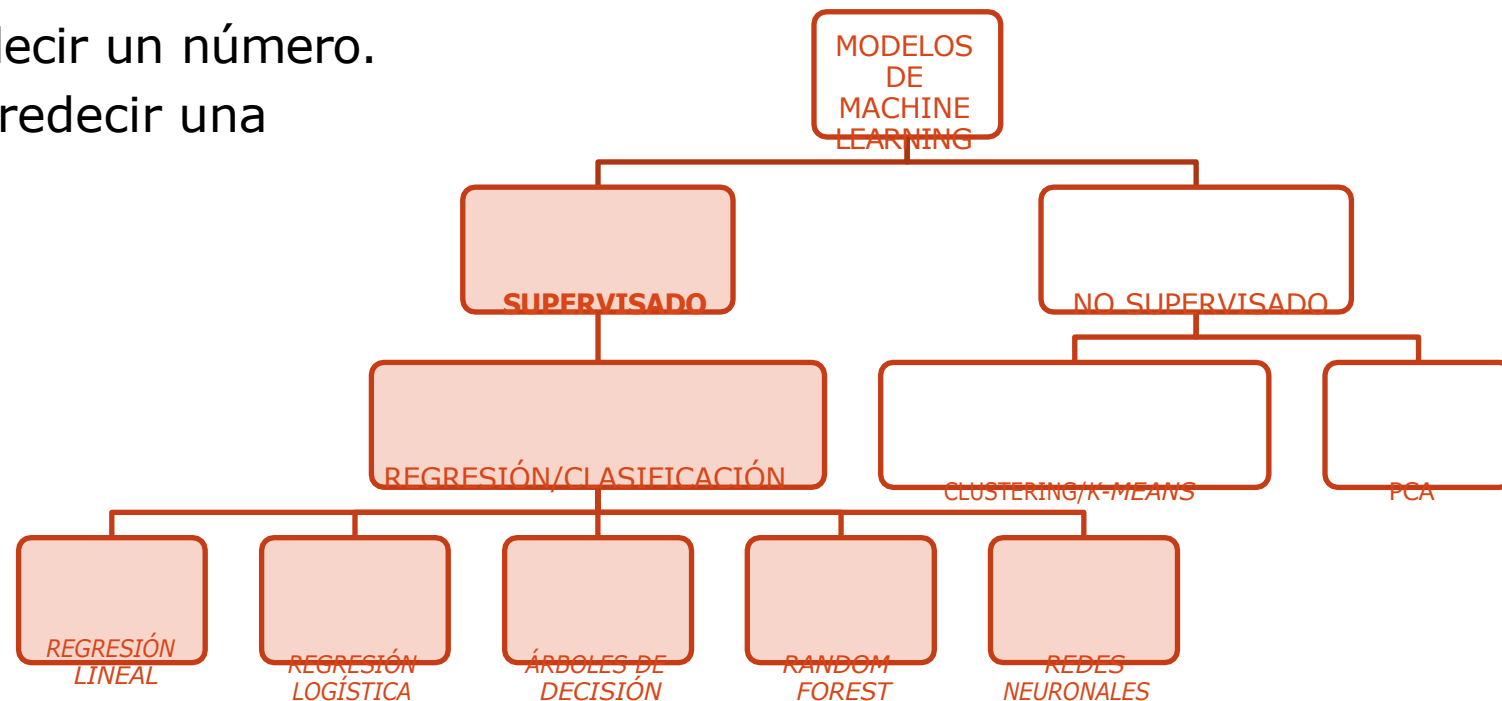 decir un número.
redecir una
MODELOS
DE
MACHINE
LEARNING
SUPERVISADO
NO SUPERVISADO
REGRESIÓN/CLASIFICACIÓN
CLUSTERING/K-MEANS
PCA
REGRESIÓN
LINEAL
REGRESIÓN
LOGÍSTICA
ÁRBOLES DE
DECISIÓN
RANDOM
FOREST
REDES
NEURONALES